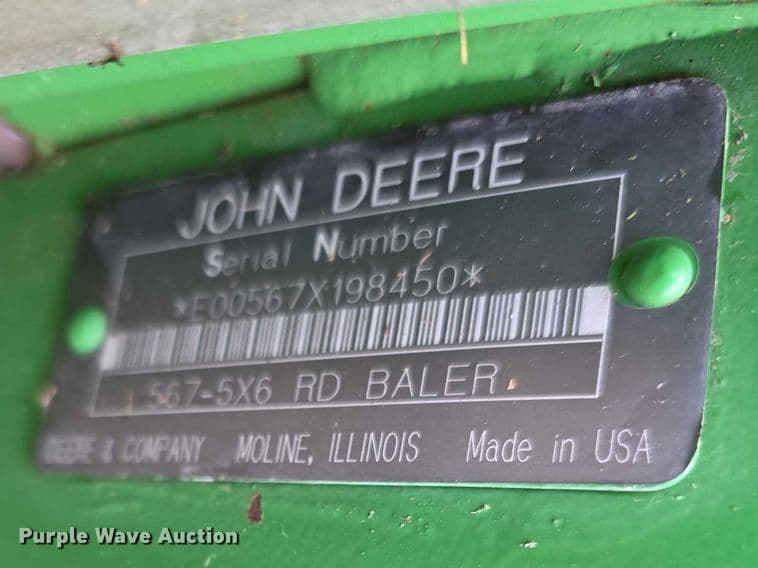 JOHN DEERE
Serial Number
*E00567X198450*
567-5X6 RD BALER
DEERE & COMPANY MOLINE, ILLINOIS Made in USA
Purple Wave Auction